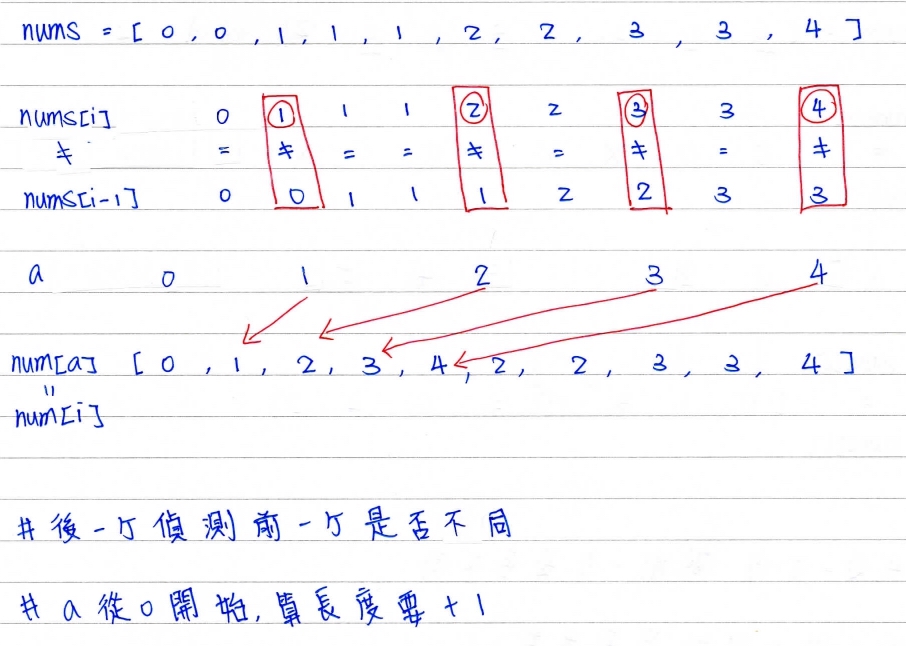 nums = [ 0 , 0 , 1 , 1 , 1 , 2 , 2 , 3 , 3 , 4 ]
nums[i] 0 1 1 1 2 2 3 3 4
≠ = ≠ = = ≠ = ≠ = ≠
nums[i-1] 0 0 1 1 1 2 2 3 3
a 0 1 2 3 4
num[a] [ 0 , 1 , 2 , 3 , 4 , 2 , 2 , 3 , 3 , 4 ]
=
num[i]
# 後一个偵測前一个是否不同
# a 從 0 開始, 算長度要 + 1